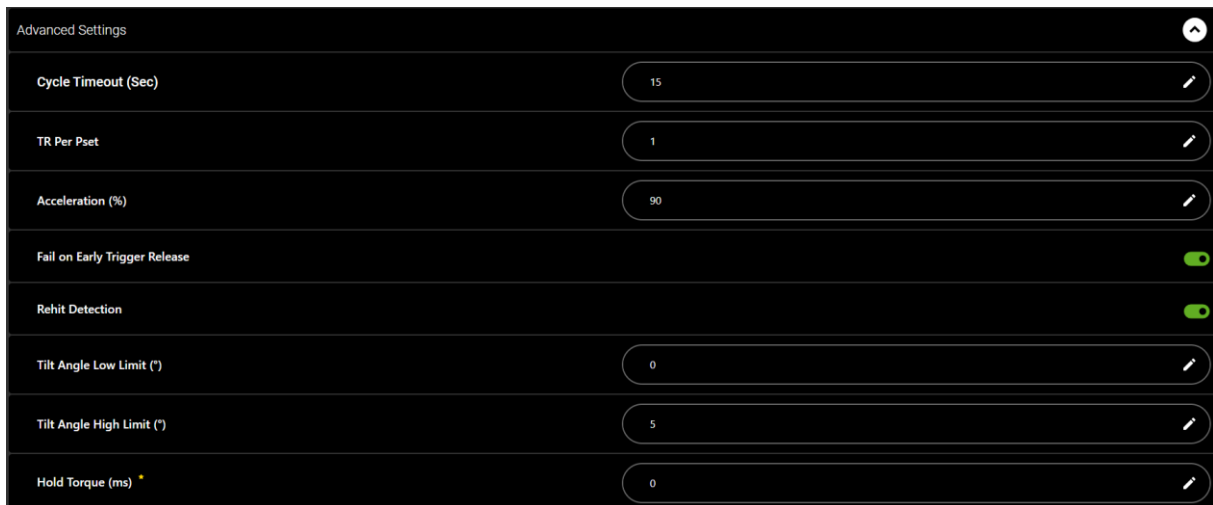 Advanced Settings
Cycle Timeout (Sec) 15
TR Per Pset 1
Acceleration (%) 90
Fail on Early Trigger Release
Rehit Detection
Tilt Angle Low Limit (°) 0
Tilt Angle High Limit (°) 5
Hold Torque (ms) * 0